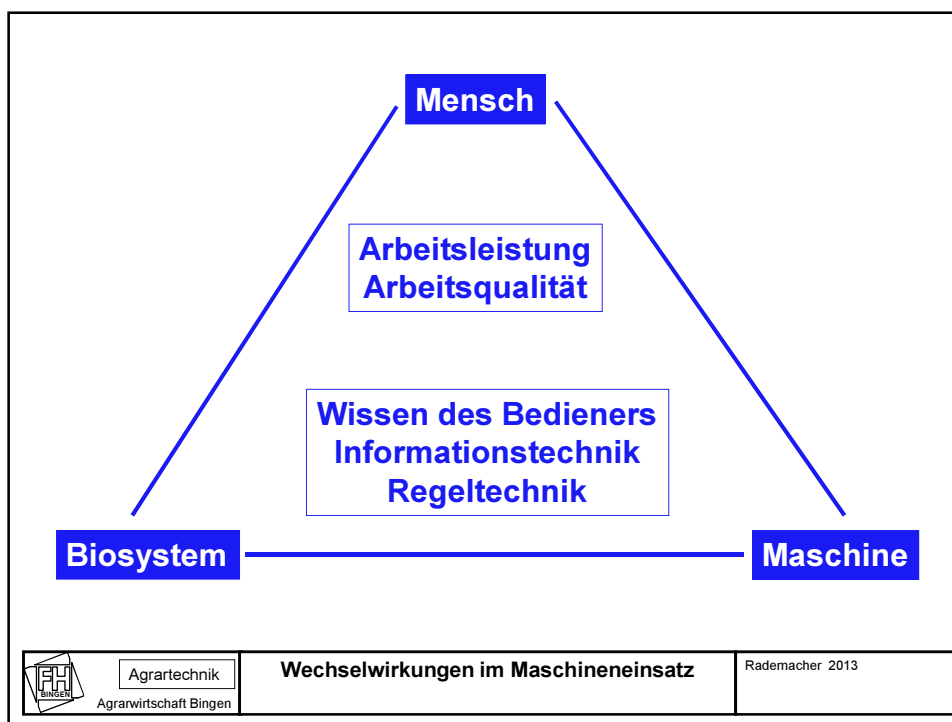 Mensch
Arbeitsleistung
Arbeitsqualität
Wissen des Bedieners
Informationstechnik
Regeltechnik
Biosystem
Maschine
FH
BINGEN
Agrartechnik
Agrarwirtschaft Bingen
Wechselwirkungen im Maschineneinsatz
Rademacher 2013